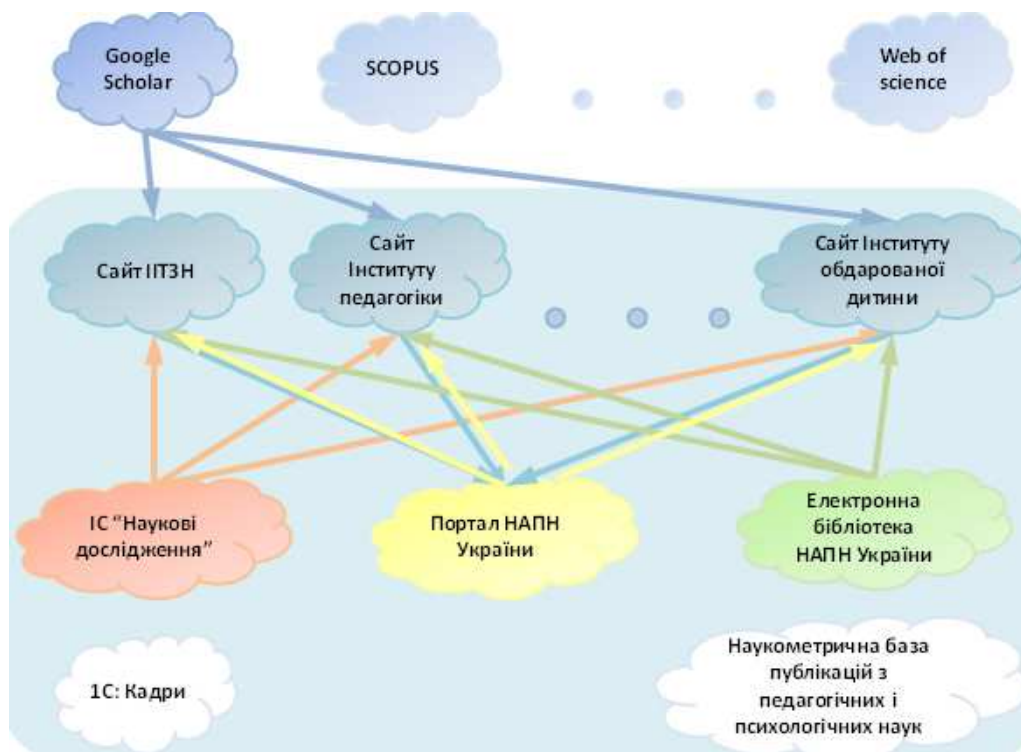 Google
Scholar
SCOPUS
Web of
science
Сайт ІІТЗН
Сайт
Інституту
педагогіки
Сайт Інституту
обдарованої
дитини
ІС “Наукові
дослідження”
Портал НАПН
України
Електронна
бібліотека
НАПН України
1С: Кадри
Наукометрична база
публікацій з
педагогічних і
психологічних наук